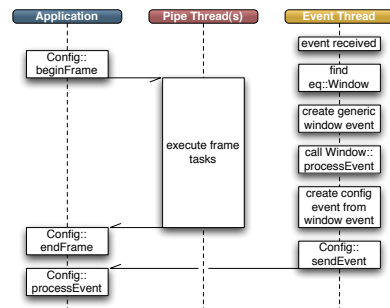 Application
Pipe Thread(s)
Event Thread
Config::
beginFrame
execute frame
tasks
Config::
endFrame
Config::
processEvent
event received
find
eq::Window
create generic
window event
call Window::
processEvent
create config
event from
window event
Config::
sendEvent